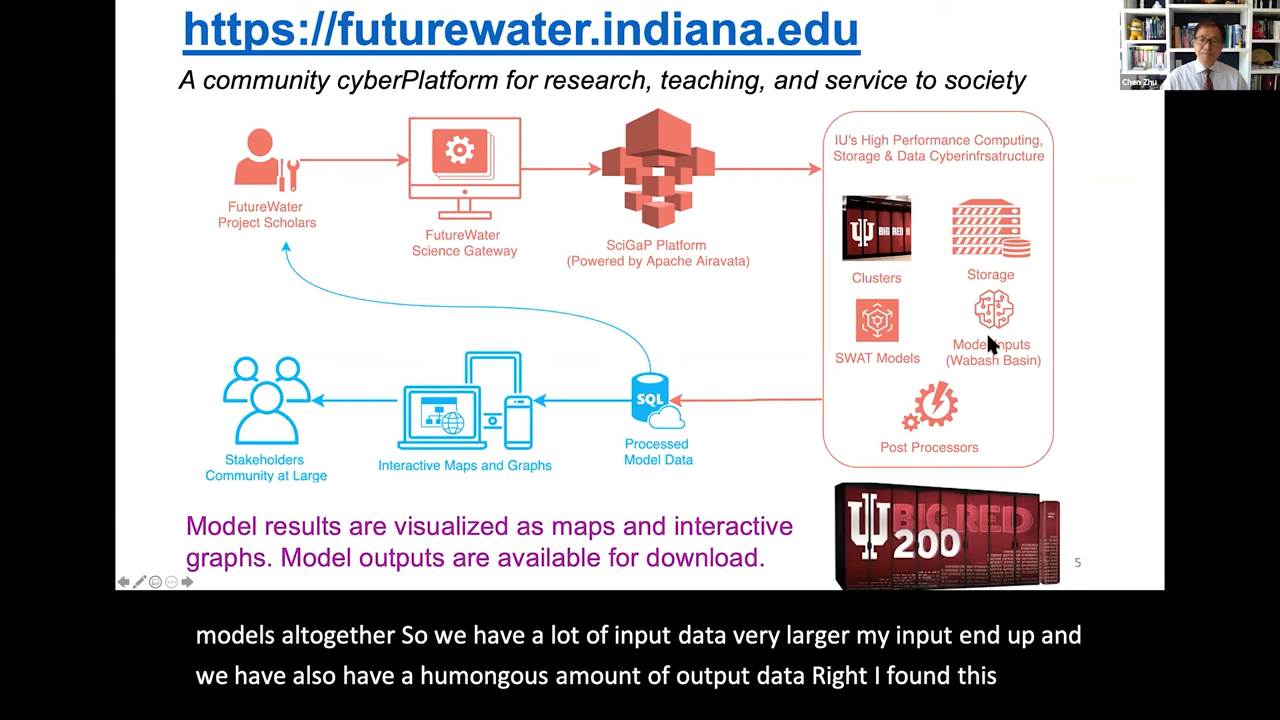 https://futurewater.indiana.edu
A community cyberPlatform for research, teaching, and service to society
Chen Zhu
FutureWater
Project Scholars
FutureWater
Science Gateway
SciGaP Platform
(Powered by Apache Airavata)
IU's High Performance Computing,
Storage & Data Cyberinfrsatructure
BIG RED II
Clusters
Storage
SWAT Models
Model Inputs
(Wabash Basin)
Post Processors
SQL
Processed
Model Data
Interactive Maps and Graphs
Stakeholders
Community at Large
Model results are visualized as maps and interactive
graphs. Model outputs are available for download.
BIG RED
200
5
models altogether So we have a lot of input data very larger my input end up and
we have also have a humongous amount of output data Right I found this